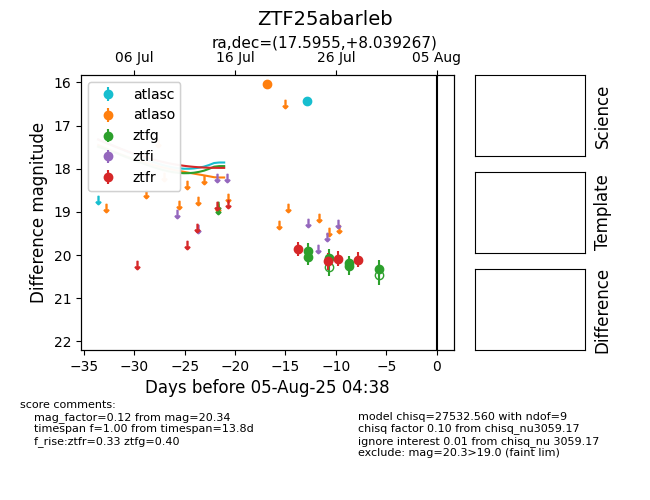 ZTF25abarleb
ra,dec=(17.5955,+8.039267)
06 Jul 16 Jul 26 Jul 05 Aug
16
17
18
19
20
21
22
Difference magnitude
atlasc
atlaso
ztfg
ztfi
ztfr
−35 −30 −25 −20 −15 −10 −5 0
Days before 05-Aug-25 04:38
Science
Template
Difference
score comments:
mag_factor=0.12 from mag=20.34
timespan f=1.00 from timespan=13.8d
f_rise:ztfr=0.33 ztfg=0.40
model chisq=27532.560 with ndof=9
chisq factor 0.10 from chisq_nu3059.17
ignore interest 0.01 from chisq_nu 3059.17
exclude: mag=20.3>19.0 (faint lim)